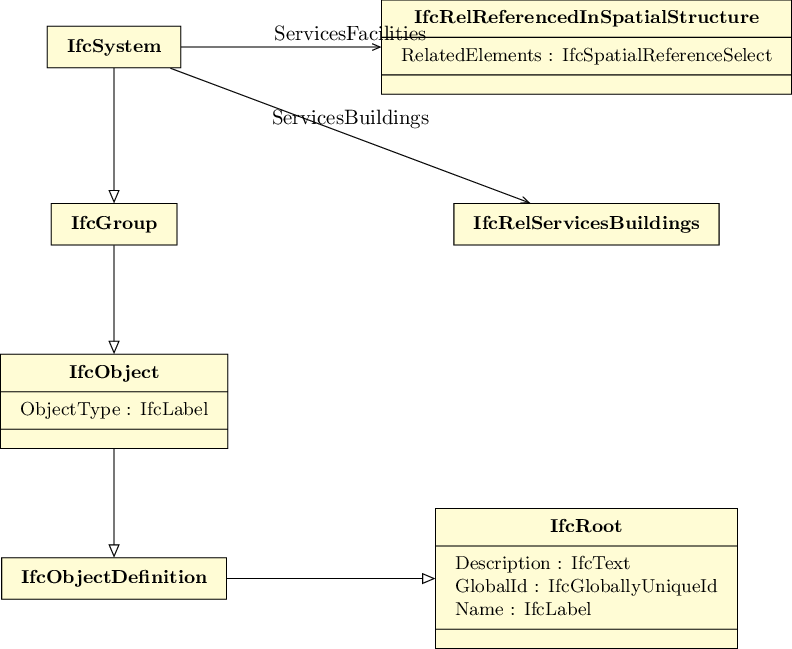 IfcSystem
ServicesFacilities
IfcRelReferencedInSpatialStructure
RelatedElements : IfcSpatialReferenceSelect
ServicesBuildings
IfcGroup
IfcRelServicesBuildings
IfcObject
ObjectType : IfcLabel
IfcObjectDefinition
IfcRoot
Description : IfcText
GlobalId : IfcGloballyUniqueId
Name : IfcLabel